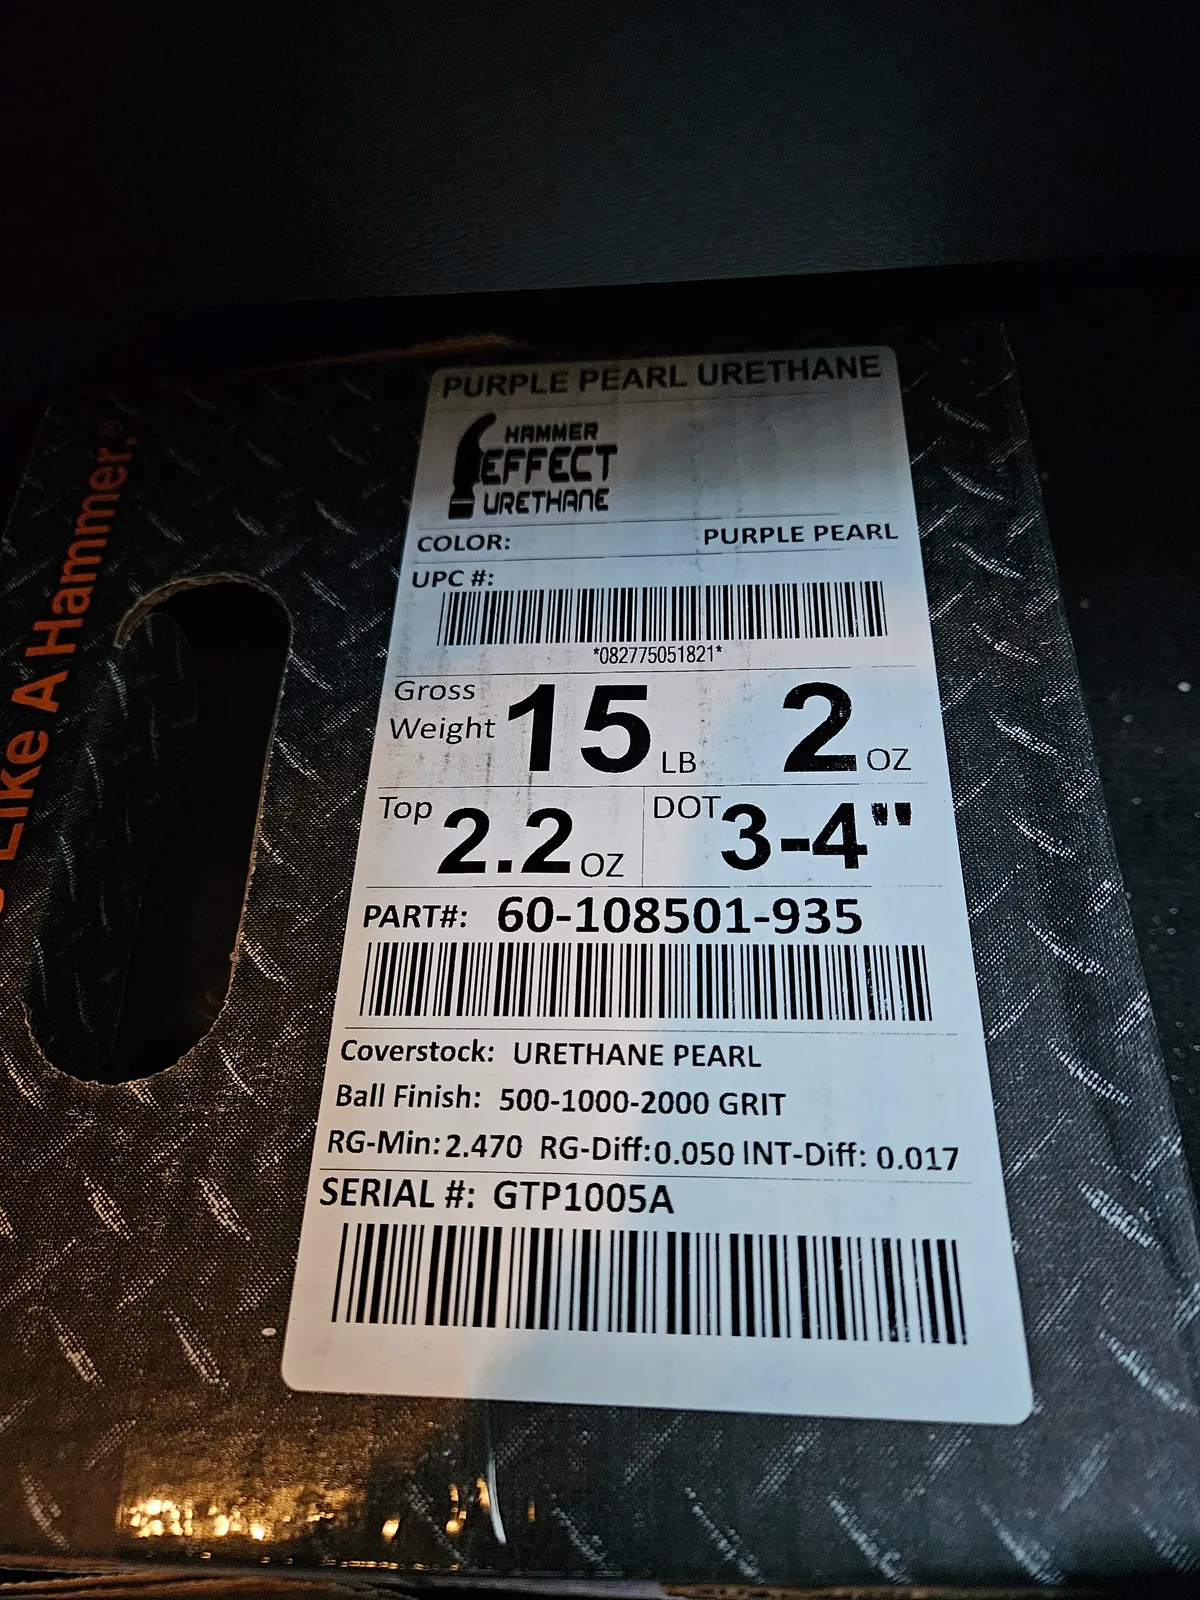 PURPLE PEARL URETHANE
HAMMER
EFFECT
URETHANE
COLOR: PURPLE PEARL
UPC #:
*082775051821*
Gross Weight 15 LB 2 OZ
Top 2.2 OZ DOT 3-4"
PART#: 60-108501-935
Coverstock: URETHANE PEARL
Ball Finish: 500-1000-2000 GRIT
RG-Min: 2.470 RG-Diff: 0.050 INT-Diff: 0.017
SERIAL #: GTP1005A
Like A Hammer.®